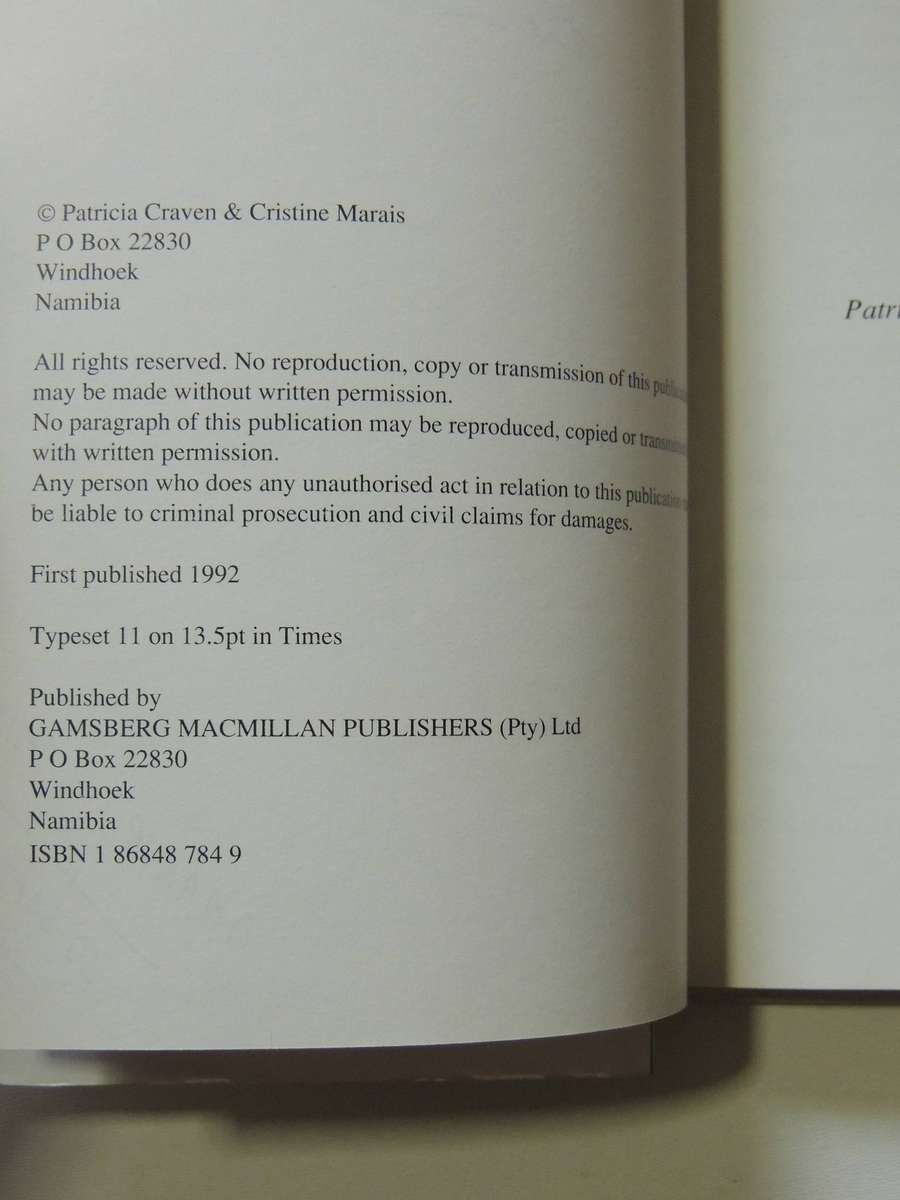 © Patricia Craven & Cristine Marais
P O Box 22830
Windhoek
Namibia
All rights reserved. No reproduction, copy or transmission of this
may be made without written permission.
No paragraph of this publication may be reproduced, copied or
with written permission.
Any person who does any unauthorised act in relation to this publication
be liable to criminal prosecution and civil claims for damages.
First published 1992
Typeset 11 on 13.5pt in Times
Published by
GAMSBERG MACMILLAN PUBLISHERS (Pty) Ltd
P O Box 22830
Windhoek
Namibia
ISBN 1 86848 784 9
Patri